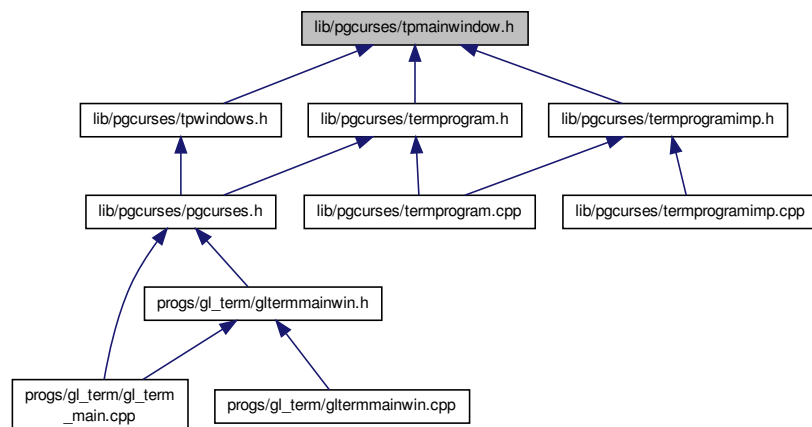 lib/pgcurses/tpmainwindow.h
lib/pgcurses/tpwindows.h
lib/pgcurses/termprogram.h
lib/pgcurses/termprogramimp.h
lib/pgcurses/pgcurses.h
lib/pgcurses/termprogram.cpp
lib/pgcurses/termprogramimp.cpp
progs/gl_term/gltermmainwin.h
progs/gl_term/gl_term
_main.cpp
progs/gl_term/gltermmainwin.cpp